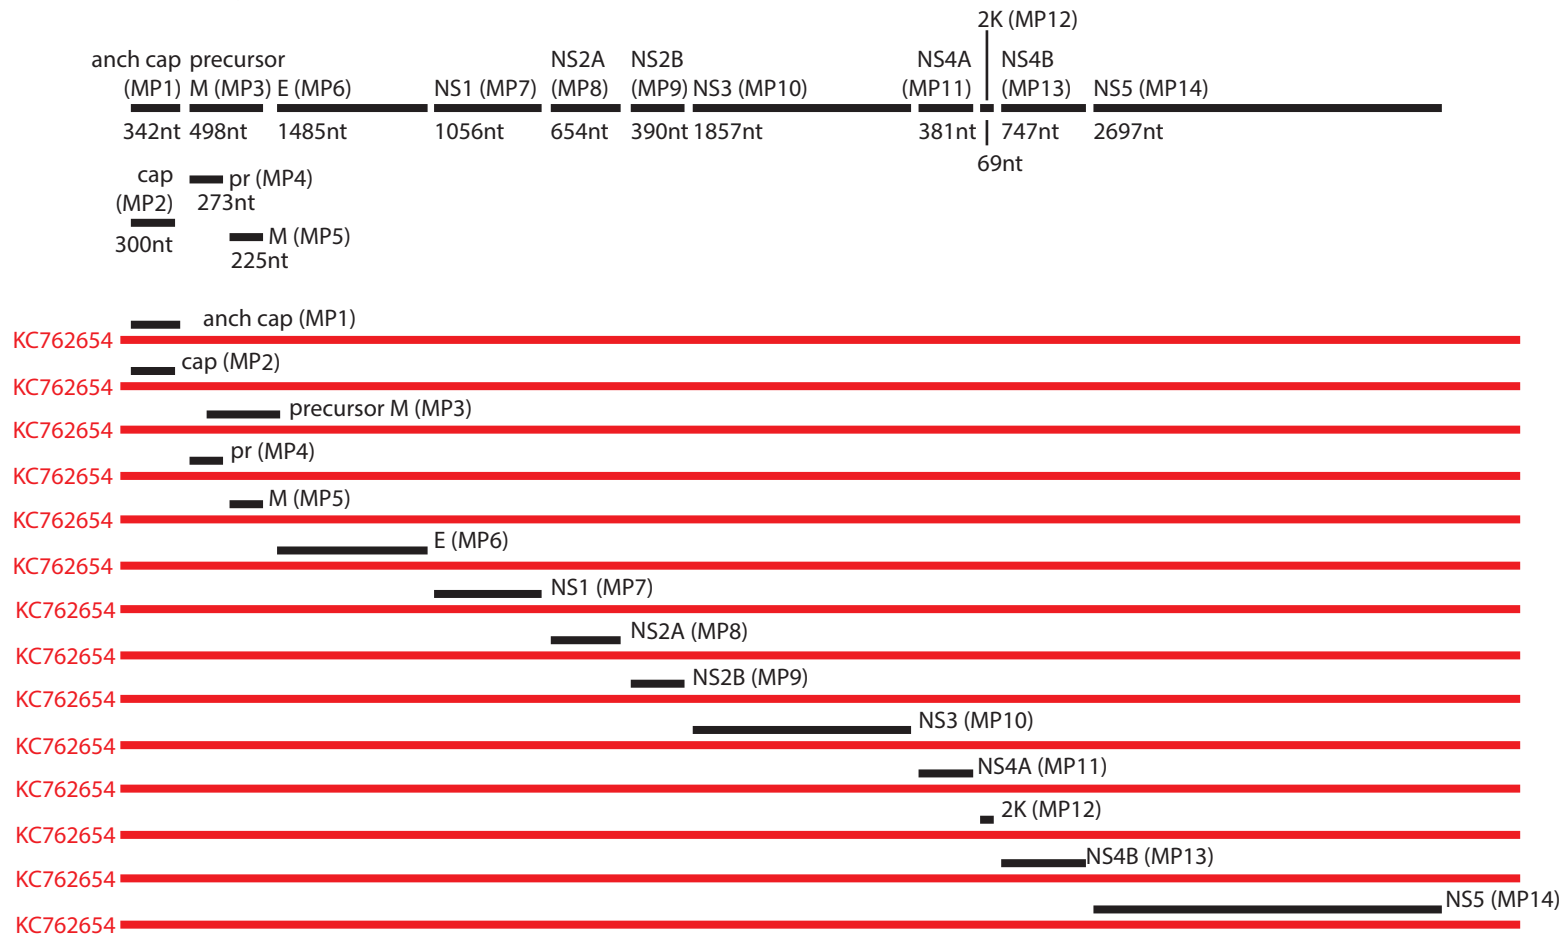 2K (MP12)
anch cap precursor NS2A NS2B NS4A NS4B
(MP1) M (MP3) E (MP6) NS1 (MP7) (MP8) (MP9) NS3 (MP10) (MP11) (MP13) NS5 (MP14)
342nt 498nt 1485nt 1056nt 654nt 390nt 1857nt 381nt 747nt 2697nt
69nt
cap pr (MP4)
(MP2) 273nt
300nt M (MP5)
225nt
anch cap (MP1)
KC762654
cap (MP2)
KC762654
precursor M (MP3)
KC762654
pr (MP4)
KC762654
M (MP5)
KC762654
E (MP6)
KC762654
NS1 (MP7)
KC762654
NS2A (MP8)
KC762654
NS2B (MP9)
KC762654
NS3 (MP10)
KC762654
NS4A (MP11)
KC762654
2K (MP12)
KC762654
NS4B (MP13)
KC762654
NS5 (MP14)
KC762654